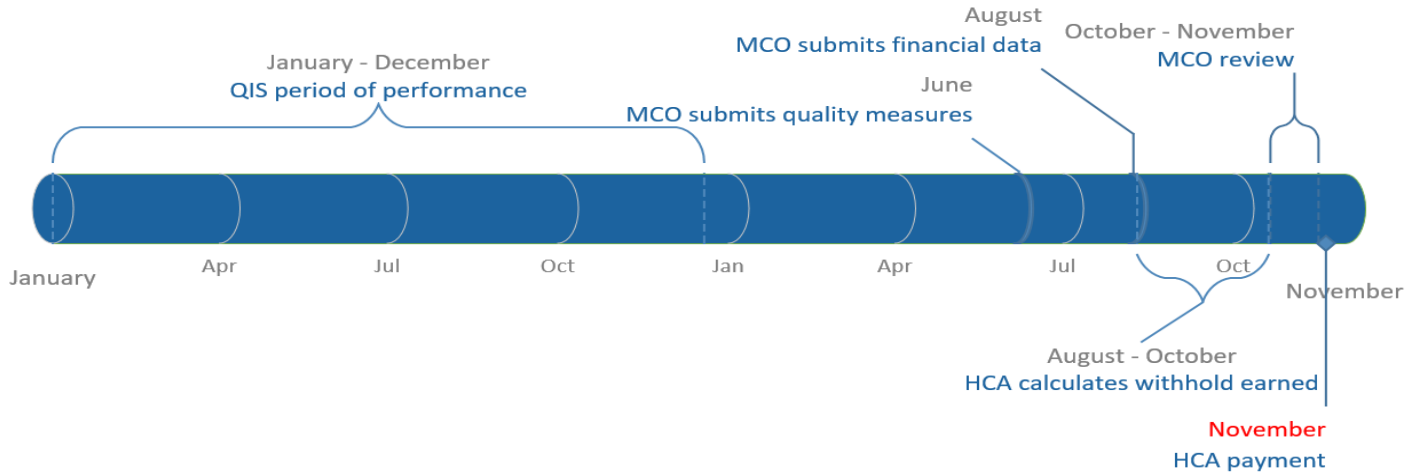 August
MCO submits financial data
October - November
MCO review
January - December
QIS period of performance
June
MCO submits quality measures
January
Apr
Jul
Oct
Jan
Apr
Jul
Oct
November
August - October
HCA calculates withhold earned
November
HCA payment